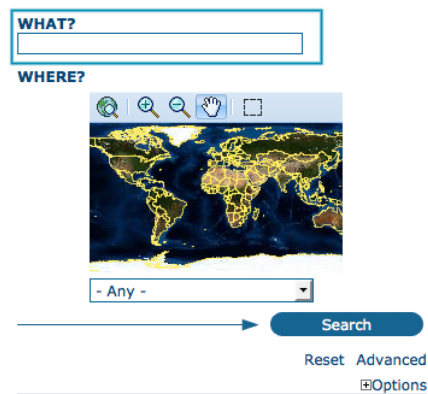 WHAT?
WHERE?
- Any -
Search
Reset Advanced
Options